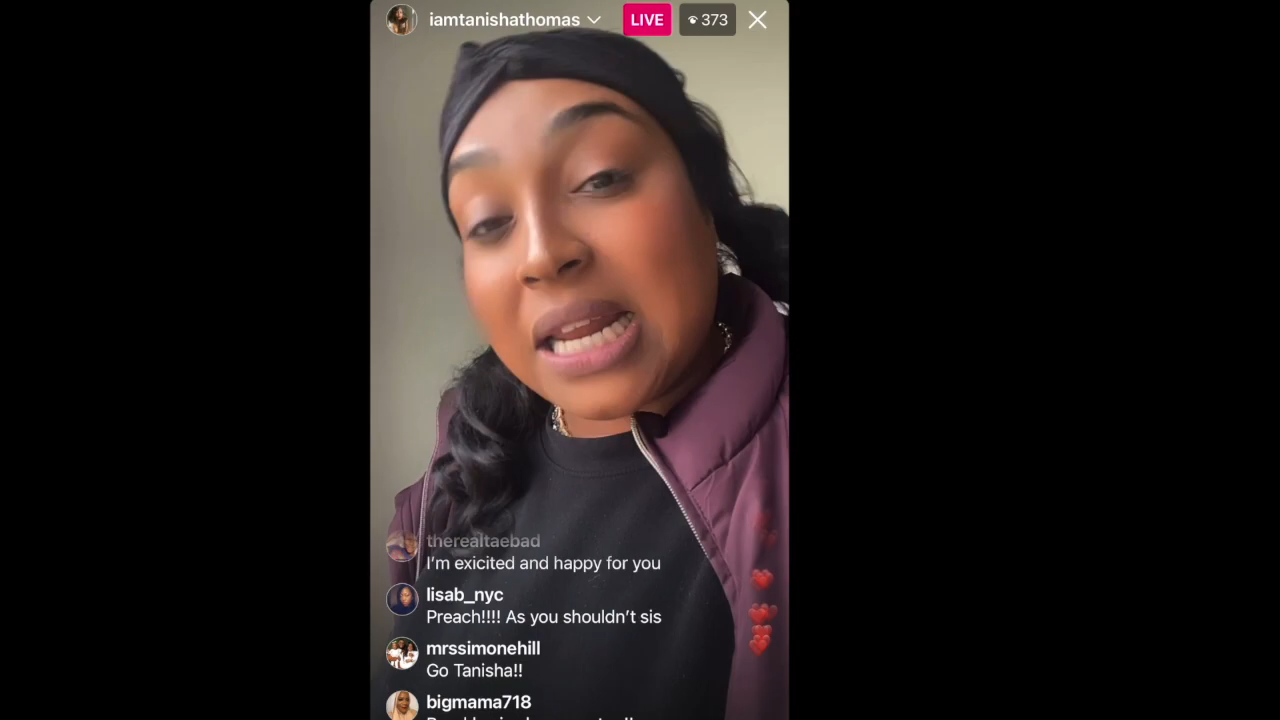 iamtanishathomas
LIVE
373
therealtaebad
I'm exicited and happy for you
lisab_nyc
Preach!!!! As you shouldn't sis
mrssimonehill
Go Tanisha!!
bigmama718